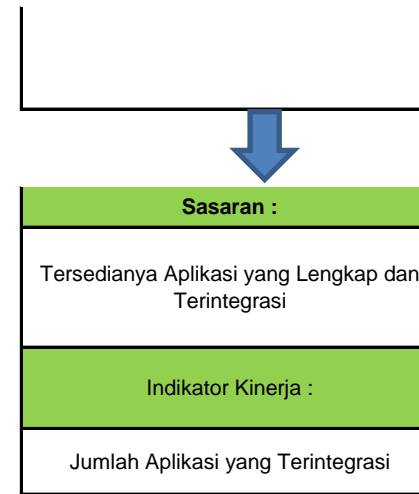 Sasaran :
Tersedianya Aplikasi yang Lengkap dan
Terintegrasi
Indikator Kinerja :
Jumlah Aplikasi yang Terintegrasi